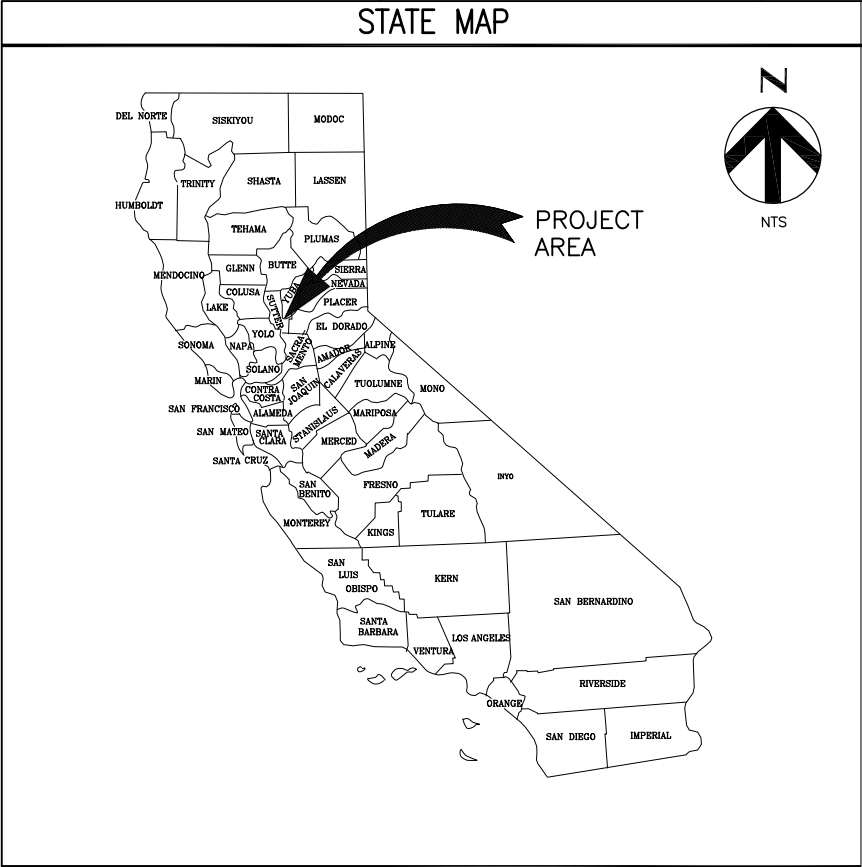 STATE MAP
N
NTS
PROJECT
AREA
DEL NORTE
SISKIYOU
MODOC
HUMBOLDT
TRINITY
SHASTA
LASSEN
TEHAMA
PLUMAS
MENDOCINO
GLENN
BUTTE
SIERRA
NEVADA
YUBA
COLUSA
SUTTER
PLACER
LAKE
YOLO
EL DORADO
SONOMA
NAPA
SACRA-
MENTO
AMADOR
ALPINE
SOLANO
CALAVERAS
MARIN
CONTRA
COSTA
SAN
JOAQUIN
TUOLUMNE
MONO
SAN FRANCISCO
ALAMEDA
STANISLAUS
MARIPOSA
SAN MATEO
SANTA
CLARA
MERCED
MADERA
SANTA CRUZ
SAN
BENITO
FRESNO
INYO
MONTEREY
KINGS
TULARE
SAN
LUIS
OBISPO
KERN
SAN BERNARDINO
SANTA
BARBARA
VENTURA
LOS ANGELES
ORANGE
RIVERSIDE
SAN DIEGO
IMPERIAL